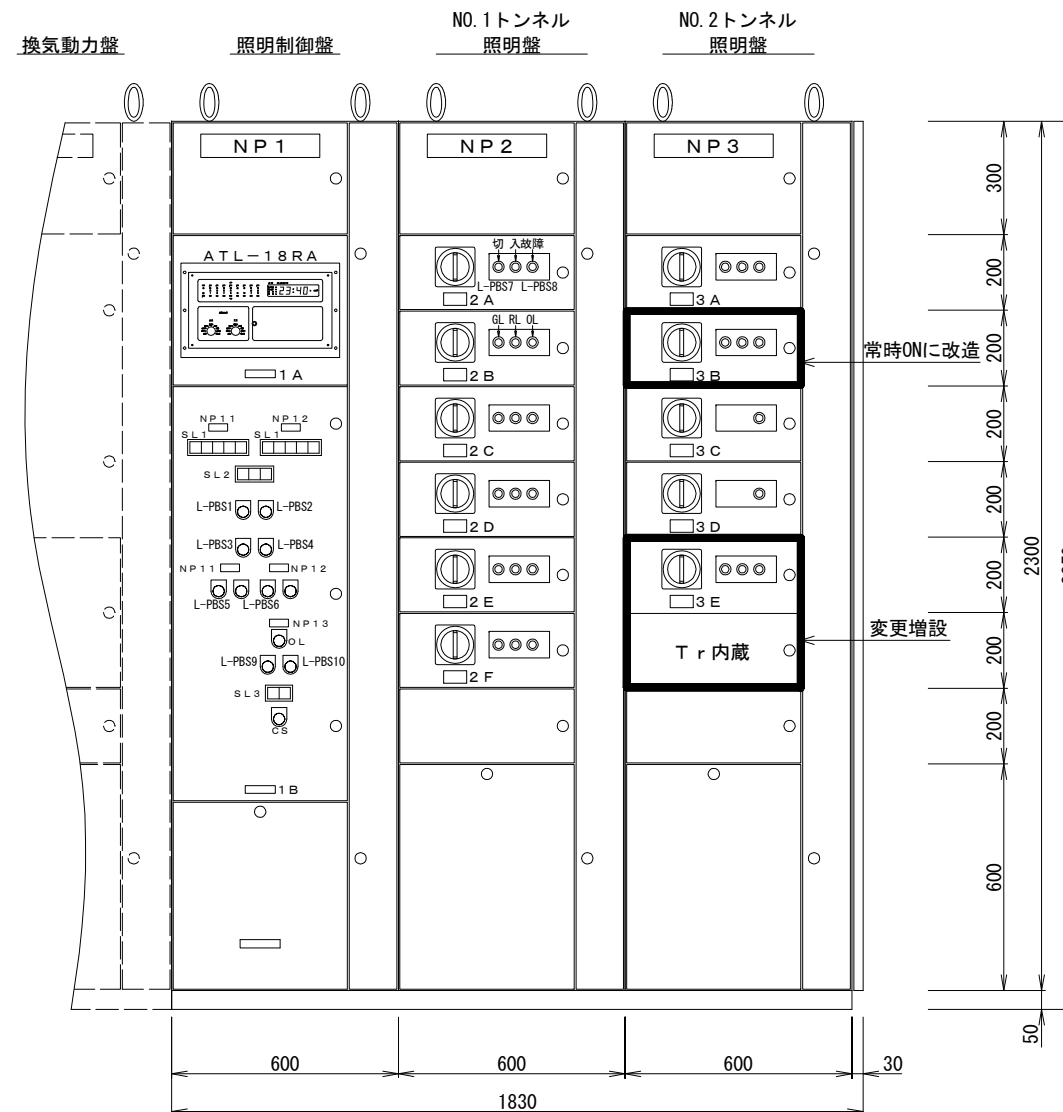 換気動力盤
照明制御盤
NO.1トンネル
照明盤
NO.2トンネル
照明盤
NP1
NP2
NP3
ATL-18RA
23:40
1A
NP11
NP12
SL1
SL1
SL2
L-PBS1
L-PBS2
L-PBS3
L-PBS4
NP11
NP12
L-PBS5
L-PBS6
NP13
OL
L-PBS9
L-PBS10
SL3
CS
1B
切 入 故障
L-PBS7 L-PBS8
2A
GL RL OL
2B
2C
2D
2E
2F
3A
3B
3C
3D
3E
Tr内蔵
常時ONに改造
変更増設
300
200
200
200
200
200
200
200
600
2300
50
600
600
600
30
1830